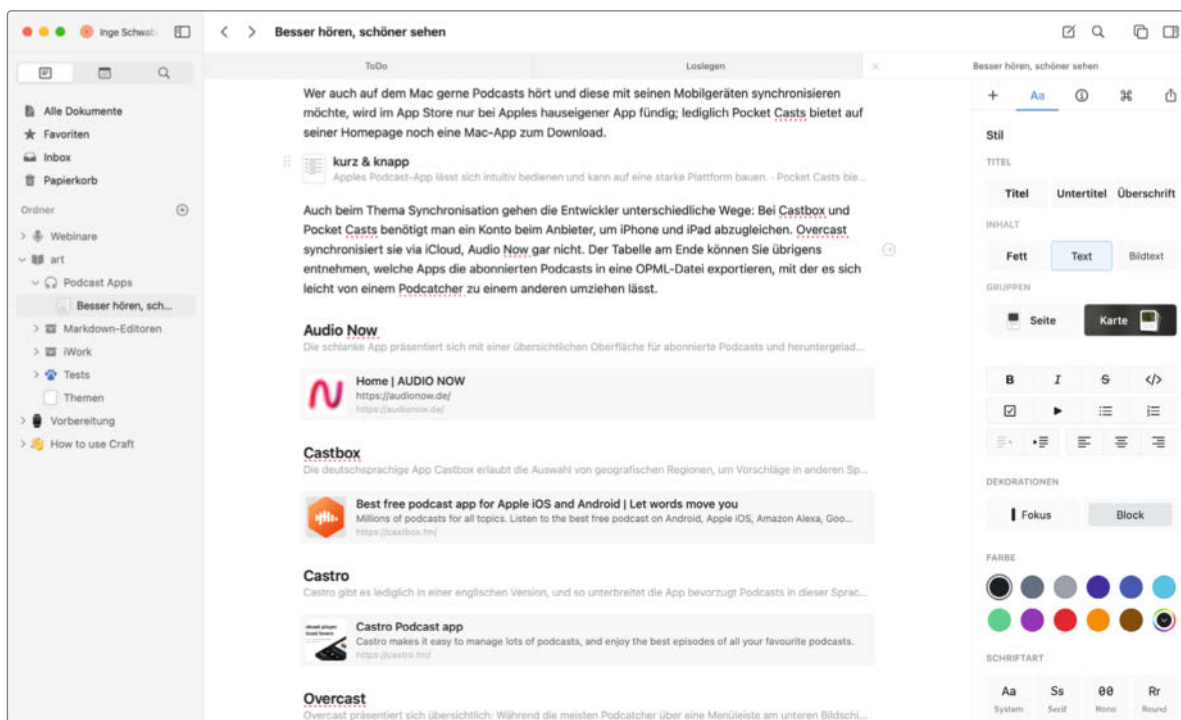 Inge Schwab
Besser hören, schöner sehen
ToDo
Loslegen
Besser hören, schöner sehen
Alle Dokumente
Favoriten
Inbox
Papierkorb
Ordner
Webinare
art
Podcast Apps
Besser hören, sch...
Markdown-Editoren
iWork
Tests
Themen
Vorbereitung
How to use Craft
Wer auch auf dem Mac gerne Podcasts hört und diese mit seinen Mobilgeräten synchronisieren
möchte, wird im App Store nur bei Apples hauseigener App fündig; lediglich Pocket Casts bietet auf
seiner Homepage noch eine Mac-App zum Download.
kurz & knapp
Apples Podcast-App lässt sich intuitiv bedienen und kann auf eine starke Plattform bauen. - Pocket Casts bie...
Auch beim Thema Synchronisation gehen die Entwickler unterschiedliche Wege: Bei Castbox und
Pocket Casts benötigt man ein Konto beim Anbieter, um iPhone und iPad abzugleichen. Overcast
synchronisiert sie via iCloud, Audio Now gar nicht. Der Tabelle am Ende können Sie übrigens
entnehmen, welche Apps die abonnierten Podcasts in eine OPML-Datei exportieren, mit der es sich
leicht von einem Podcatcher zu einem anderen umziehen lässt.
Audio Now
Die schlanke App präsentiert sich mit einer übersichtlichen Oberfläche für abonnierte Podcasts und heruntergelad...
Home | AUDIO NOW
https://audionow.de/
https://audionow.de/
Castbox
Die deutschsprachige App Castbox erlaubt die Auswahl von geografischen Regionen, um Vorschläge in anderen Sp...
Best free podcast app for Apple iOS and Android | Let words move you
Millions of podcasts for all topics. Listen to the best free podcast on Android, Apple iOS, Amazon Alexa, Goo...
https://castbox.fm/
Castro
Castro gibt es lediglich in einer englischen Version, und so unterbreitet die App bevorzugt Podcasts in dieser Sprac...
Castro Podcast app
Castro makes it easy to manage lots of podcasts, and enjoy the best episodes of all your favourite podcasts.
https://castro.fm/
Overcast
Overcast präsentiert sich übersichtlich: Während die meisten Podcatcher über eine Menüleiste am unteren Bildschi...
Aa
Stil
TITEL
Titel Untertitel Überschrift
INHALT
Fett Text Bildtext
GRUPPEN
Seite Karte
B I S </>
DEKORATIONEN
Fokus Block
FARBE
SCHRIFTART
Aa Ss 00 Rr
System Serif Mono Round